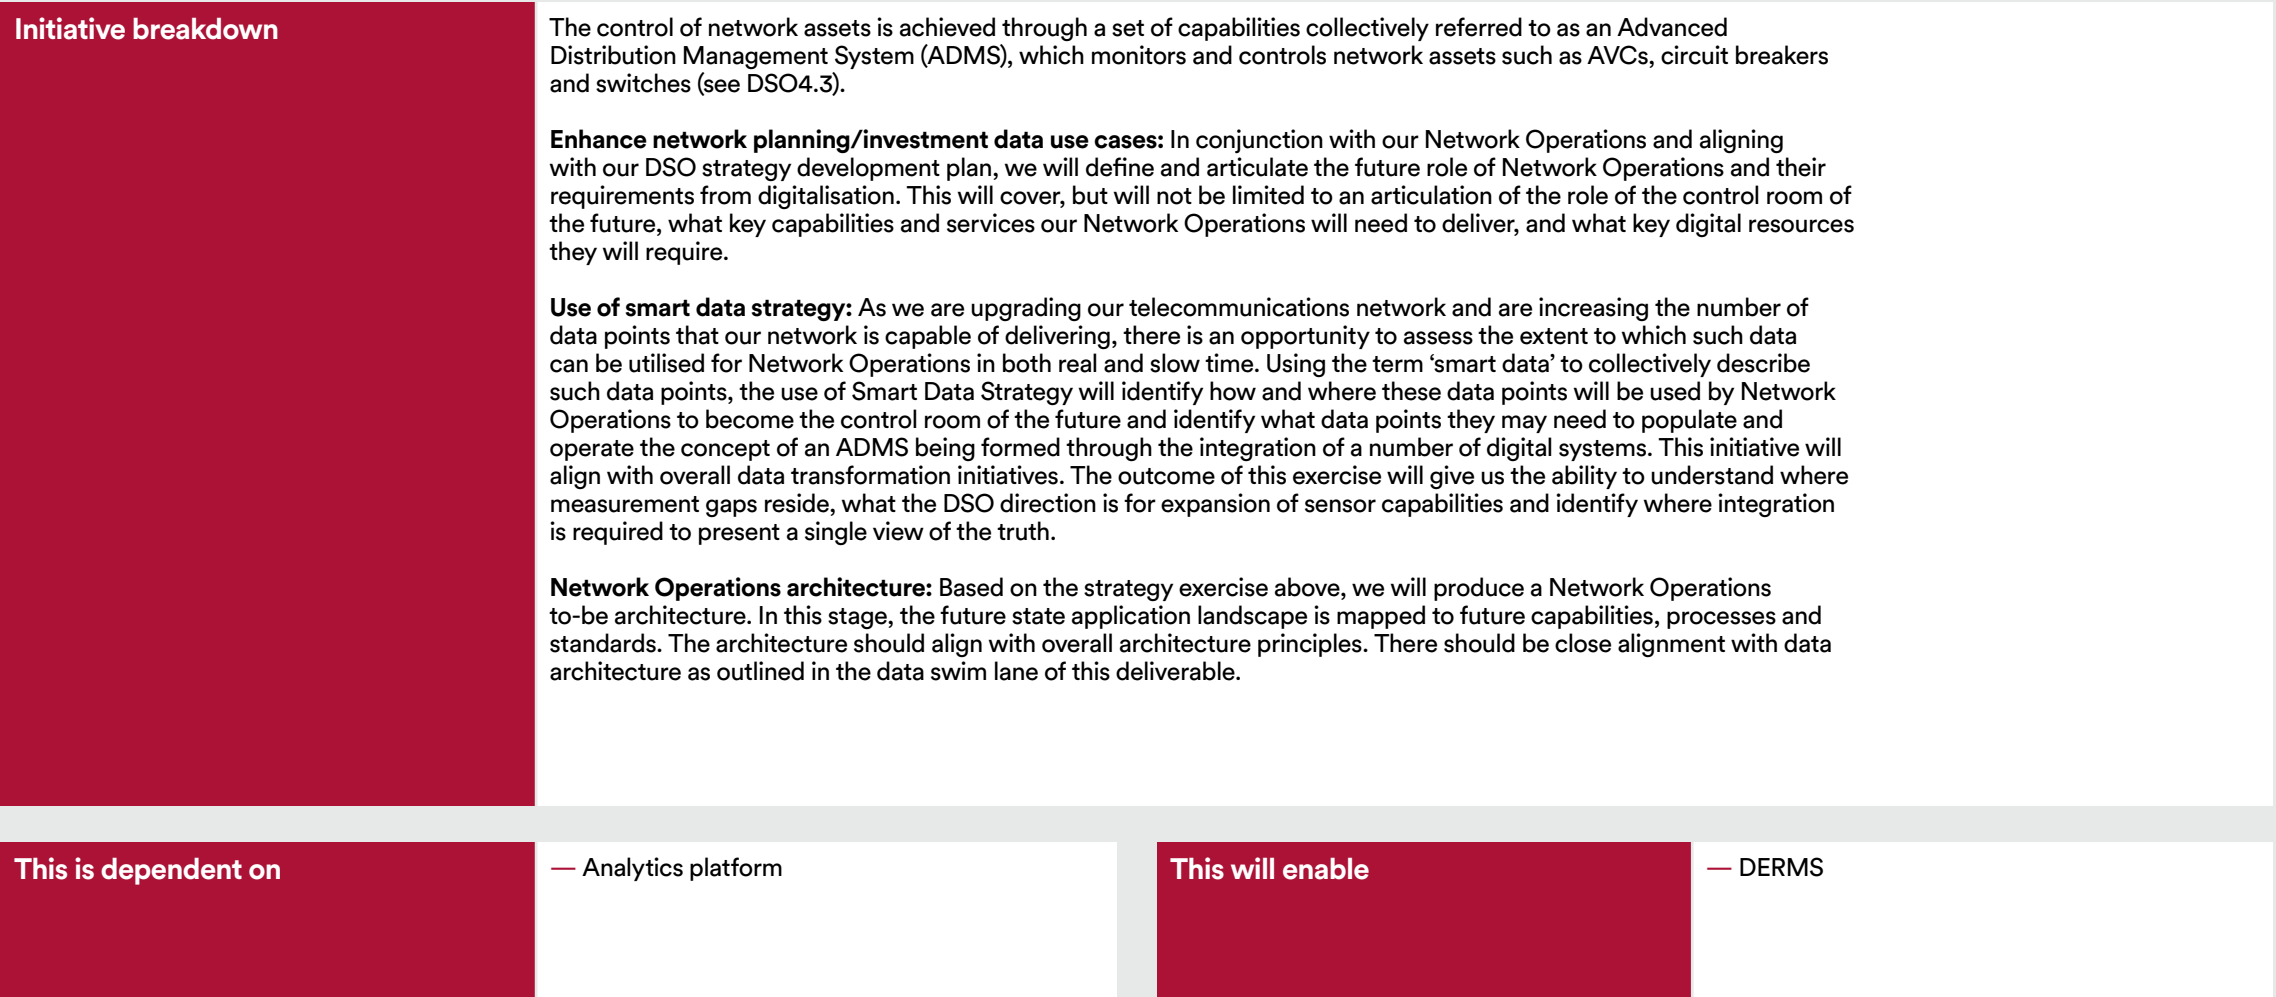 Initiative breakdown
The control of network assets is achieved through a set of capabilities collectively referred to as an Advanced
Distribution Management System (ADMS), which monitors and controls network assets such as AVCs, circuit breakers
and switches (see DSO4.3).
Enhance network planning/investment data use cases: In conjunction with our Network Operations and aligning
with our DSO strategy development plan, we will define and articulate the future role of Network Operations and their
requirements from digitalisation. This will cover, but will not be limited to an articulation of the role of the control room of
the future, what key capabilities and services our Network Operations will need to deliver, and what key digital resources
they will require.
Use of smart data strategy: As we are upgrading our telecommunications network and are increasing the number of
data points that our network is capable of delivering, there is an opportunity to assess the extent to which such data
can be utilised for Network Operations in both real and slow time. Using the term ‘smart data’ to collectively describe
such data points, the use of Smart Data Strategy will identify how and where these data points will be used by Network
Operations to become the control room of the future and identify what data points they may need to populate and
operate the concept of an ADMS being formed through the integration of a number of digital systems. This initiative will
align with overall data transformation initiatives. The outcome of this exercise will give us the ability to understand where
measurement gaps reside, what the DSO direction is for expansion of sensor capabilities and identify where integration
is required to present a single view of the truth.
Network Operations architecture: Based on the strategy exercise above, we will produce a Network Operations
to-be architecture. In this stage, the future state application landscape is mapped to future capabilities, processes and
standards. The architecture should align with overall architecture principles. There should be close alignment with data
architecture as outlined in the data swim lane of this deliverable.
This is dependent on
— Analytics platform
This will enable
— DERMS